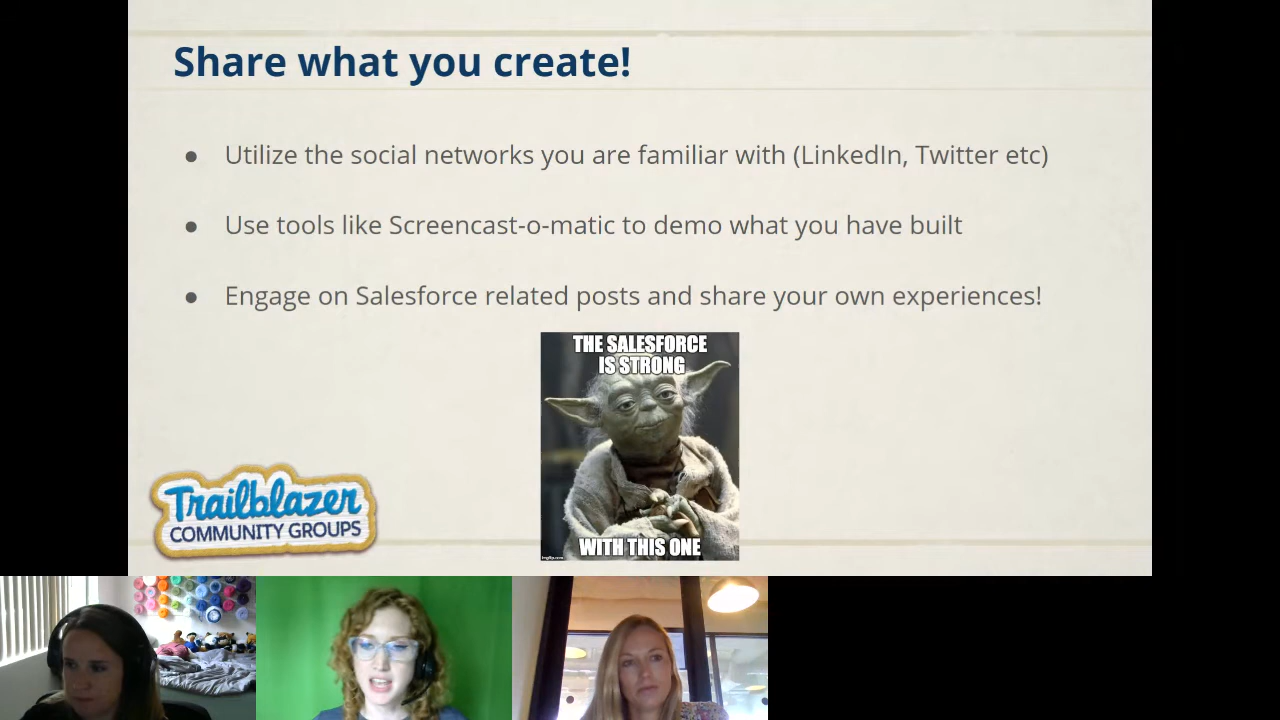 Share what you create!
● Utilize the social networks you are familiar with (LinkedIn, Twitter etc)
● Use tools like Screencast-o-matic to demo what you have built
● Engage on Salesforce related posts and share your own experiences!
THE SALESFORCE
IS STRONG
WITH THIS ONE
imgflip.com
Trailblazer
COMMUNITY GROUPS